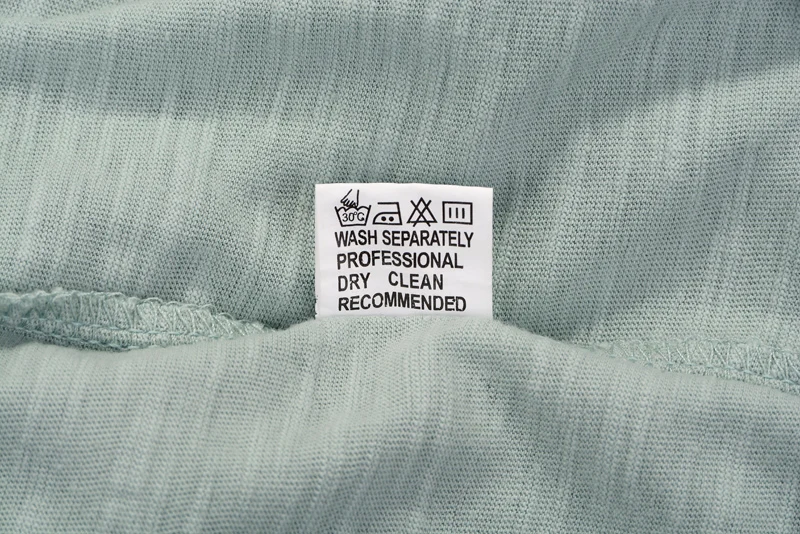 30°C
WASH SEPARATELY
PROFESSIONAL
DRY CLEAN
RECOMMENDED